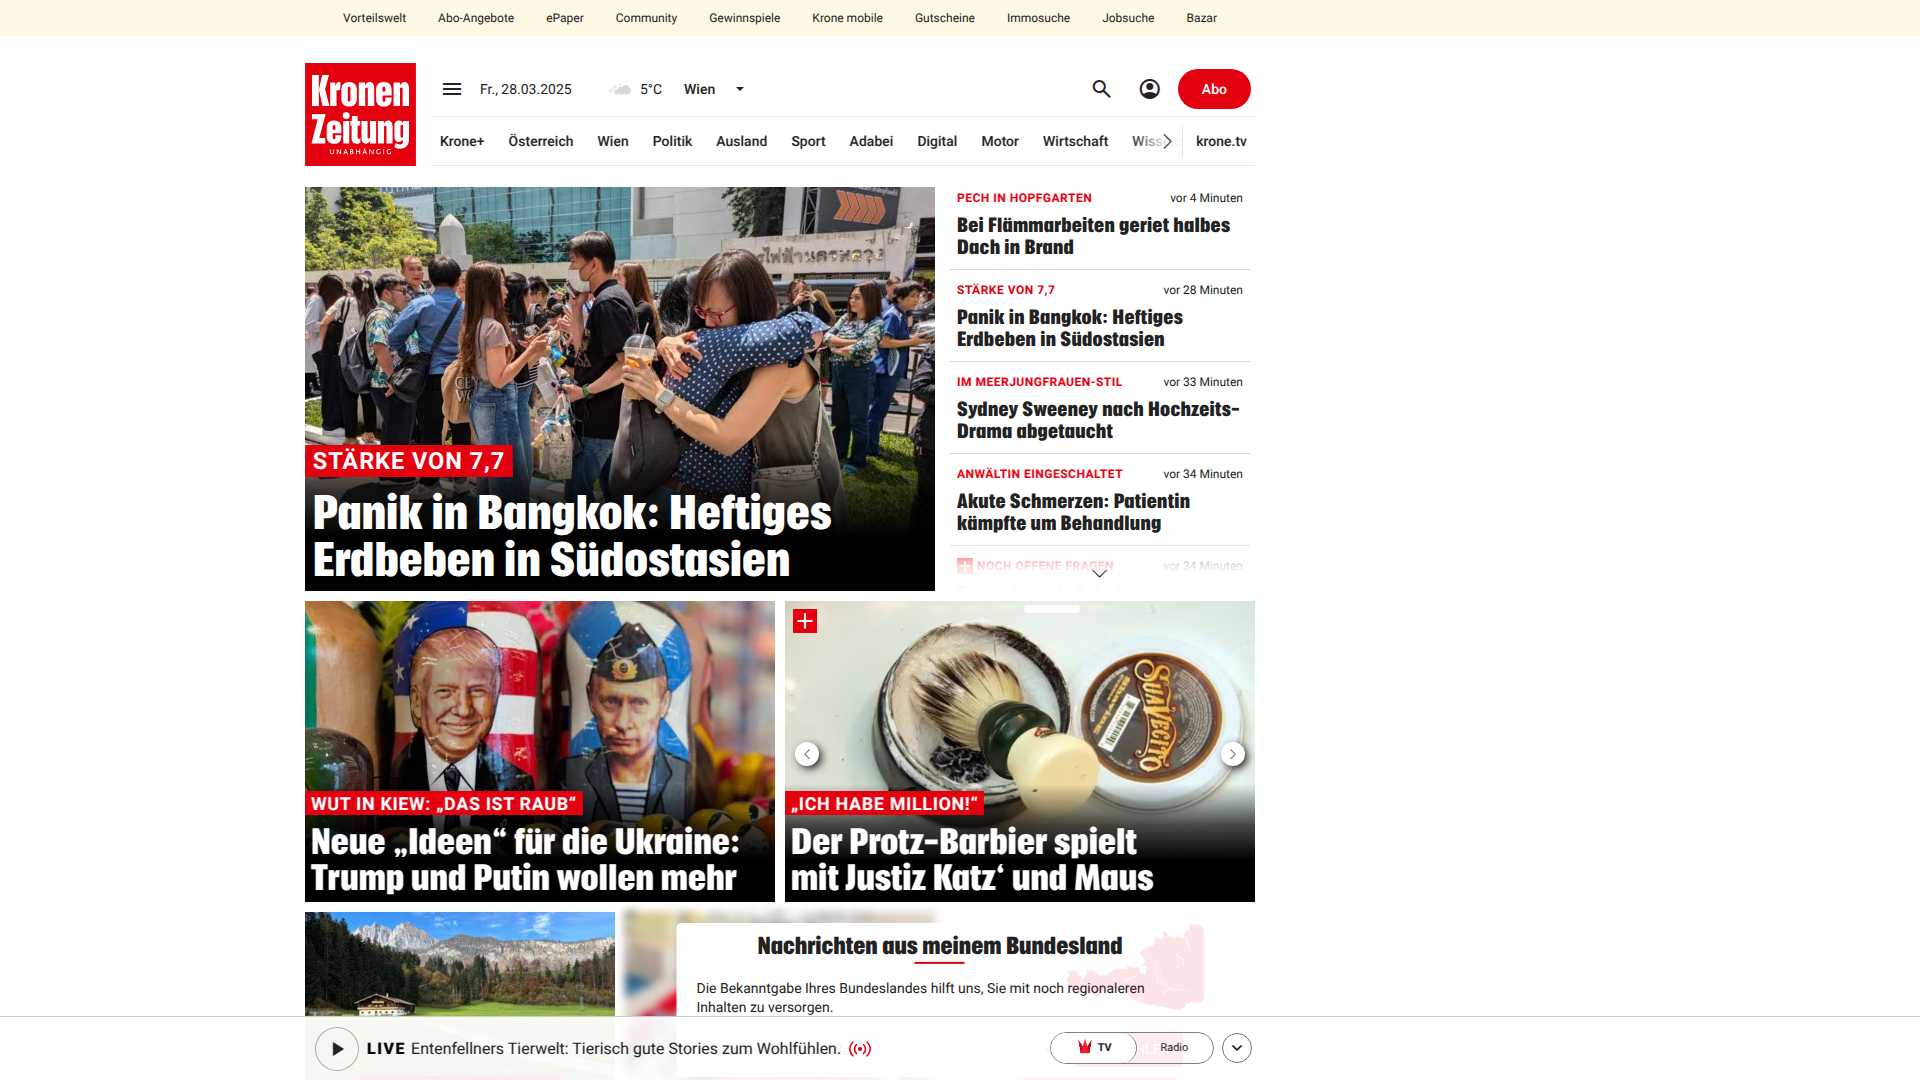 Vorteilswelt Abo-Angebote ePaper Community Gewinnspiele Krone mobile Gutscheine Immosuche Jobsuche Bazar
Kronen
Zeitung
UNABHÄNGIG
Fr., 28.03.2025 5°C Wien
Abo
Krone+ Österreich Wien Politik Ausland Sport Adabei Digital Motor Wirtschaft Wiss krone.tv
STÄRKE VON 7,7
Panik in Bangkok: Heftiges
Erdbeben in Südostasien
PECH IN HOPFGARTEN vor 4 Minuten
Bei Flämmarbeiten geriet halbes
Dach in Brand
STÄRKE VON 7,7 vor 28 Minuten
Panik in Bangkok: Heftiges
Erdbeben in Südostasien
IM MEERJUNGFRAUEN-STIL vor 33 Minuten
Sydney Sweeney nach Hochzeits-
Drama abgetaucht
ANWÄLTIN EINGESCHALTET vor 34 Minuten
Akute Schmerzen: Patientin
kämpfte um Behandlung
NOCH OFFENE FRAGEN vor 34 Minuten
WUT IN KIEW: „DAS IST RAUB“
Neue „Ideen“ für die Ukraine:
Trump und Putin wollen mehr
SUAVECITO
„ICH HABE MILLION!“
Der Protz-Barbier spielt
mit Justiz Katz‘ und Maus
Nachrichten aus meinem Bundesland
Die Bekanntgabe Ihres Bundeslandes hilft uns, Sie mit noch regionaleren
Inhalten zu versorgen.
LIVE Entenfellners Tierwelt: Tierisch gute Stories zum Wohlfühlen.
TV Radio